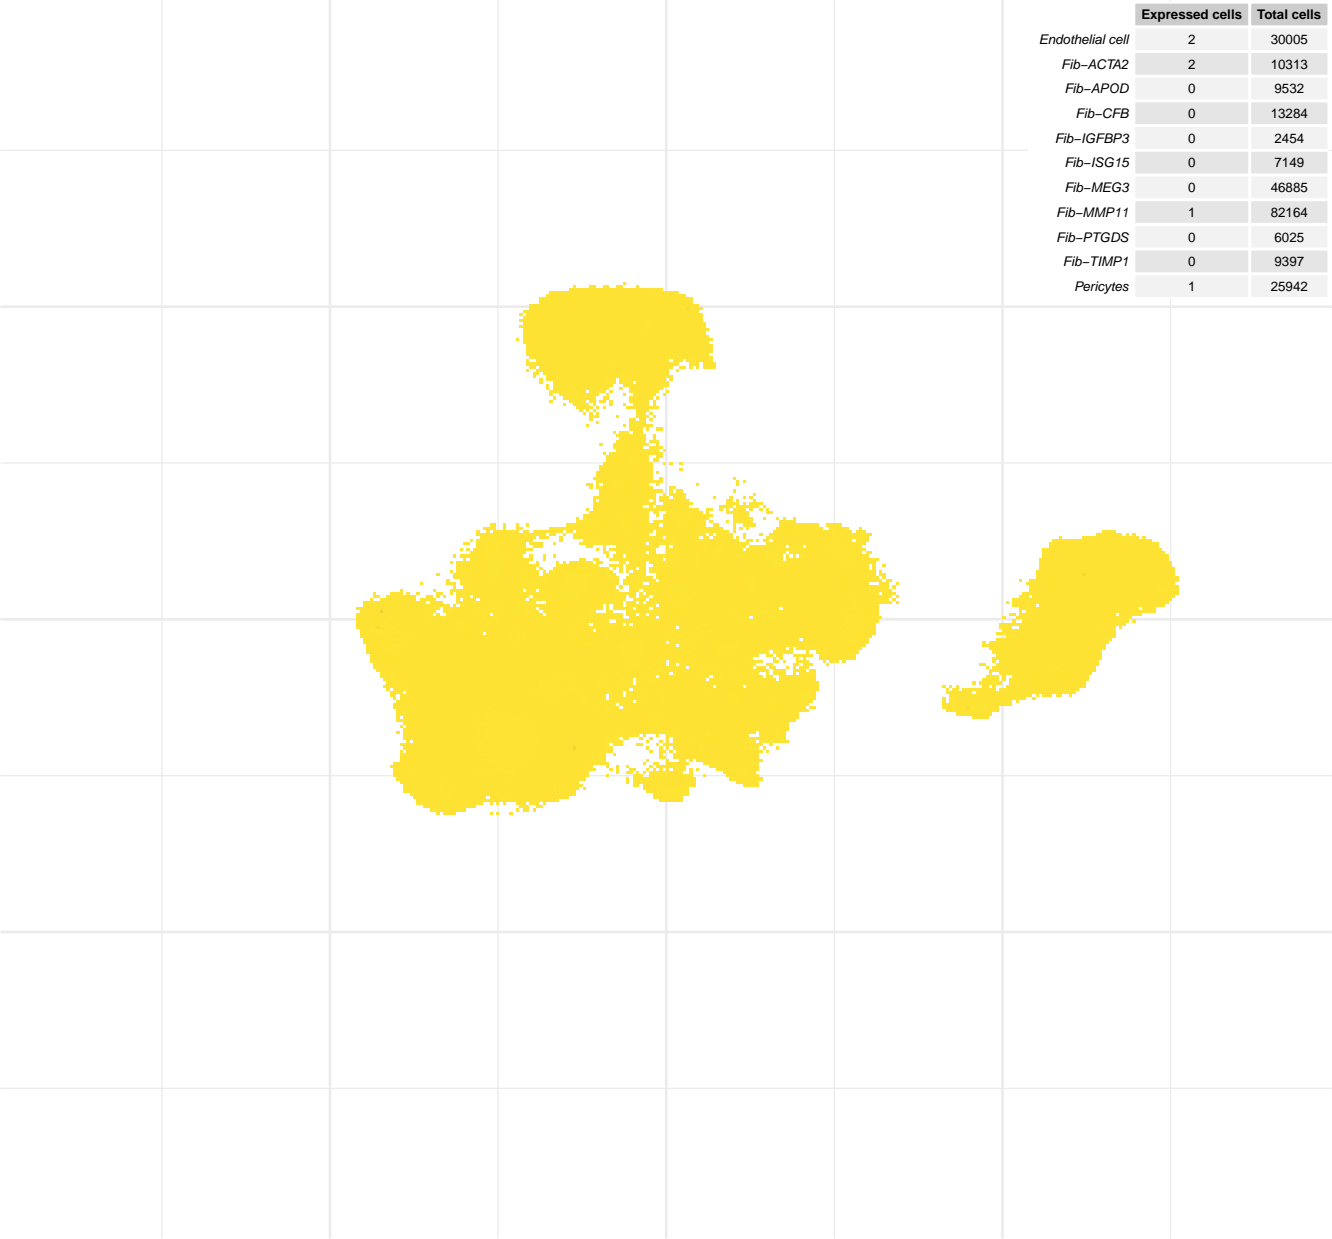 Expressed cells Total cells
Endothelial cell 2 30005
Fib−ACTA2 2 10313
Fib−APOD 0 9532
Fib−CFB 0 13284
Fib−IGFBP3 0 2454
Fib−ISG15 0 7149
Fib−MEG3 0 46885
Fib−MMP11 1 82164
Fib−PTGDS 0 6025
Fib−TIMP1 0 9397
Pericytes 1 25942